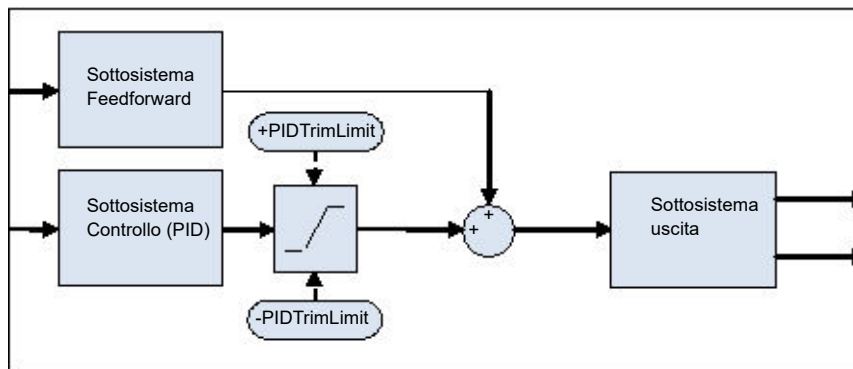 Sottosistema
Feedforward
+PIDTrimLimit
Sottosistema
Controllo (PID)
+
+
Sottosistema
uscita
-PIDTrimLimit